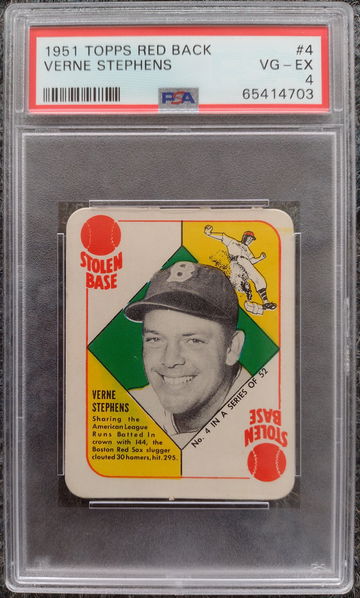 1951 TOPPS RED BACK #4
VERNE STEPHENS VG-EX
4
PSA 65414703
STOLEN
BASE
B
VERNE
STEPHENS
Sharing the
American League
Runs Batted In
crown with 144, the
Boston Red Sox slugger
clouted 30 homers, hit .295.
No. 4 IN A SERIES OF 52
STOLEN
BASE